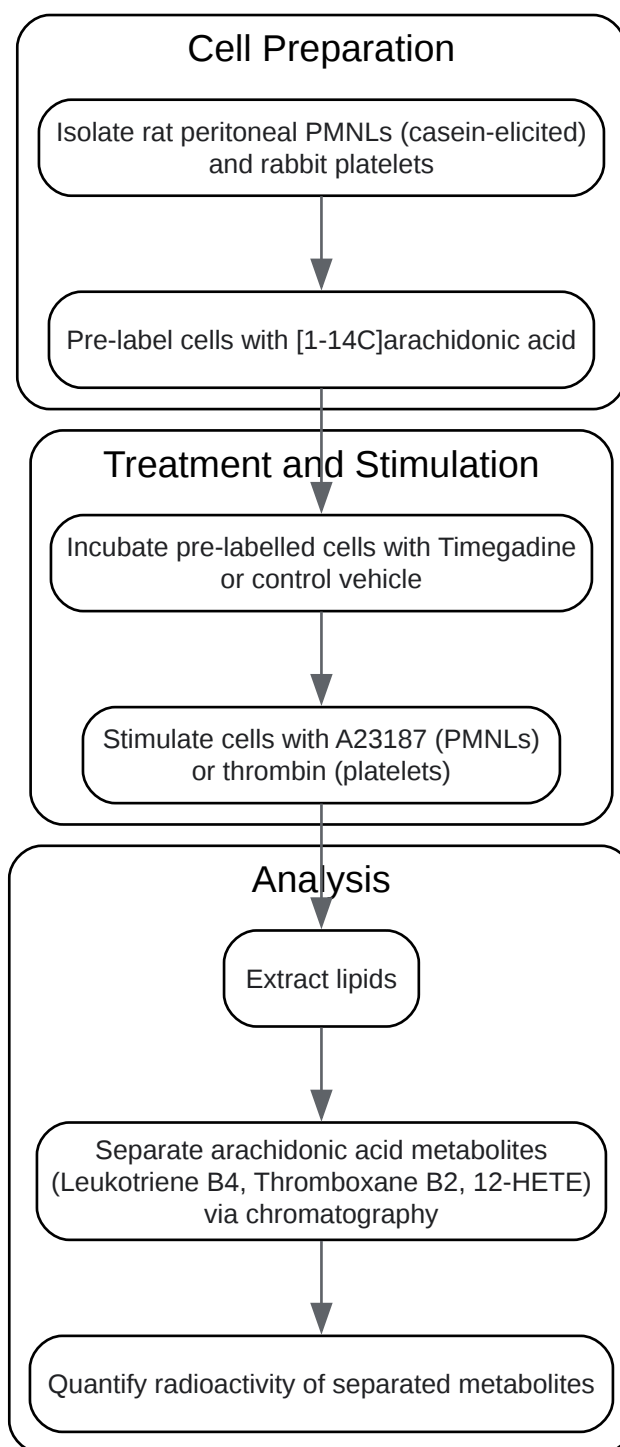 Cell Preparation
Isolate rat peritoneal PMNLs (casein-elicited)
and rabbit platelets
Pre-label cells with [1-14C]arachidonic acid
Treatment and Stimulation
Incubate pre-labelled cells with Timegadine
or control vehicle
Stimulate cells with A23187 (PMNLs)
or thrombin (platelets)
Analysis
Extract lipids
Separate arachidonic acid metabolites
(Leukotriene B4, Thromboxane B2, 12-HETE)
via chromatography
Quantify radioactivity of separated metabolites